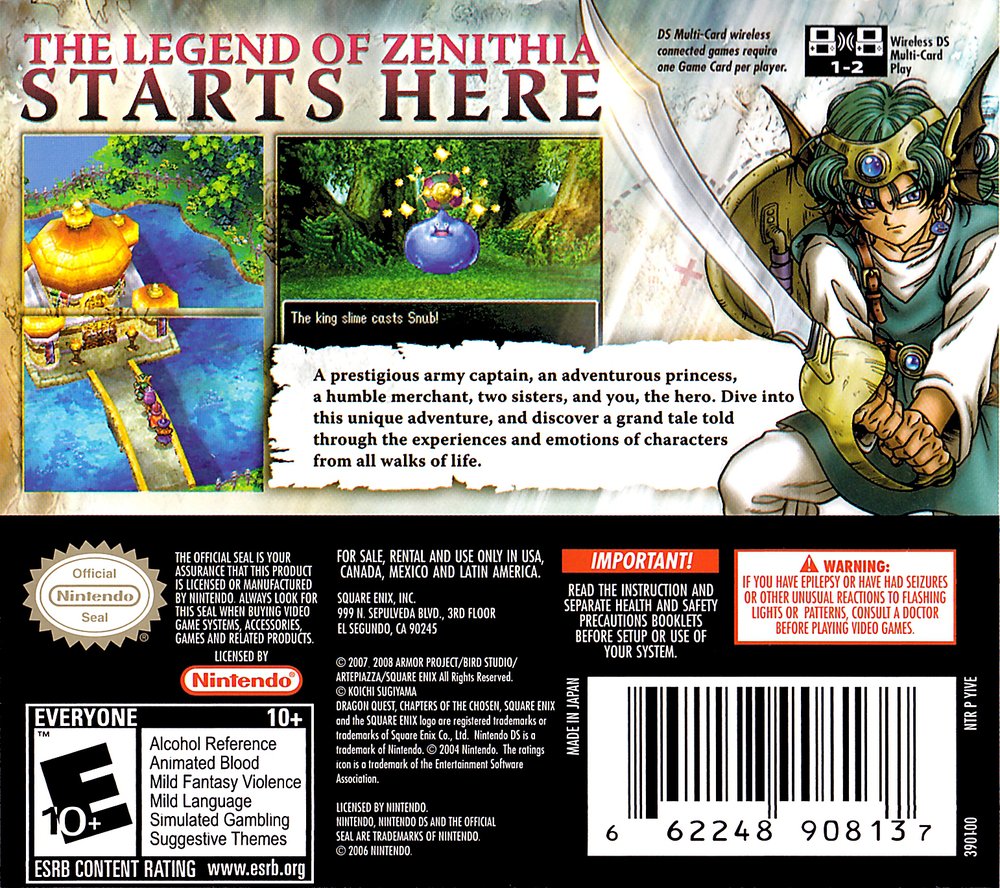 THE LEGEND OF ZENITHIA
STARTS HERE
DS Multi-Card wireless
connected games require
one Game Card per player.
1-2
Wireless DS
Multi-Card
Play
The king slime casts Snub!
A prestigious army captain, an adventurous princess,
a humble merchant, two sisters, and you, the hero. Dive into
this unique adventure, and discover a grand tale told
through the experiences and emotions of characters
from all walks of life.
Official
Nintendo
Seal
®
THE OFFICIAL SEAL IS YOUR
ASSURANCE THAT THIS PRODUCT
IS LICENSED OR MANUFACTURED
BY NINTENDO. ALWAYS LOOK FOR
THIS SEAL WHEN BUYING VIDEO
GAME SYSTEMS, ACCESSORIES,
GAMES AND RELATED PRODUCTS.
LICENSED BY
Nintendo®
EVERYONE 10+
™
E
10+
Alcohol Reference
Animated Blood
Mild Fantasy Violence
Mild Language
Simulated Gambling
Suggestive Themes
ESRB CONTENT RATING www.esrb.org
FOR SALE, RENTAL AND USE ONLY IN USA,
CANADA, MEXICO AND LATIN AMERICA.
SQUARE ENIX, INC.
999 N. SEPULVEDA BLVD., 3RD FLOOR
EL SEGUNDO, CA 90245
© 2007, 2008 ARMOR PROJECT/BIRD STUDIO/
ARTEPIAZZA/SQUARE ENIX All Rights Reserved.
© KOICHI SUGIYAMA
DRAGON QUEST, CHAPTERS OF THE CHOSEN, SQUARE ENIX
and the SQUARE ENIX logo are registered trademarks or
trademarks of Square Enix Co., Ltd. Nintendo DS is a
trademark of Nintendo. © 2004 Nintendo. The ratings
icon is a trademark of the Entertainment Software
Association.
LICENSED BY NINTENDO.
NINTENDO, NINTENDO DS AND THE OFFICIAL
SEAL ARE TRADEMARKS OF NINTENDO.
© 2006 NINTENDO.
IMPORTANT!
READ THE INSTRUCTION AND
SEPARATE HEALTH AND SAFETY
PRECAUTIONS BOOKLETS
BEFORE SETUP OR USE OF
YOUR SYSTEM.
WARNING:
IF YOU HAVE EPILEPSY OR HAVE HAD SEIZURES
OR OTHER UNUSUAL REACTIONS TO FLASHING
LIGHTS OR PATTERNS, CONSULT A DOCTOR
BEFORE PLAYING VIDEO GAMES.
MADE IN JAPAN
6 62248 90813 7
NTR P YIVE
390100